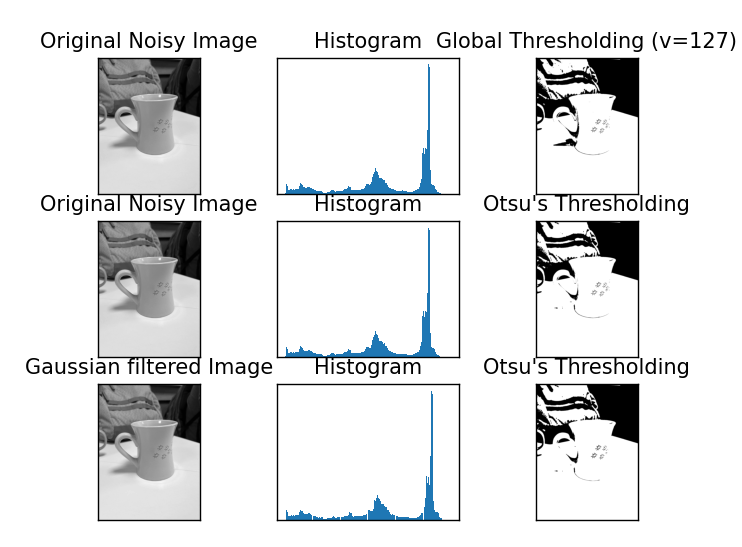 Original Noisy Image
Histogram
Global Thresholding (v=127)
Original Noisy Image
Histogram
Otsu's Thresholding
Gaussian filtered Image
Histogram
Otsu's Thresholding